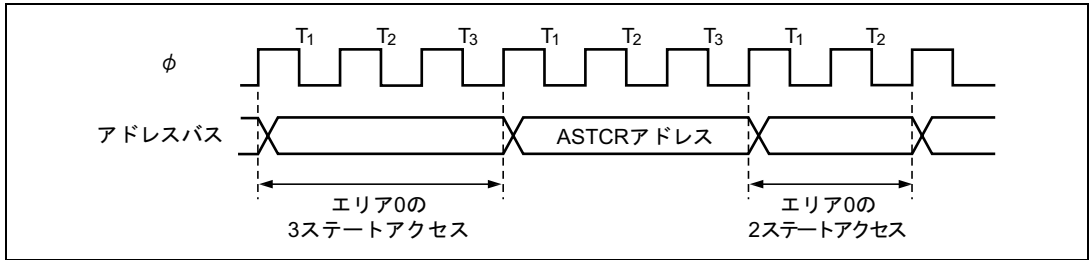 T1 T2 T3 T1 T2 T3 T1 T2
φ
アドレスバス ASTCRアドレス
エリア0の エリア0の
3ステートアクセス 2ステートアクセス